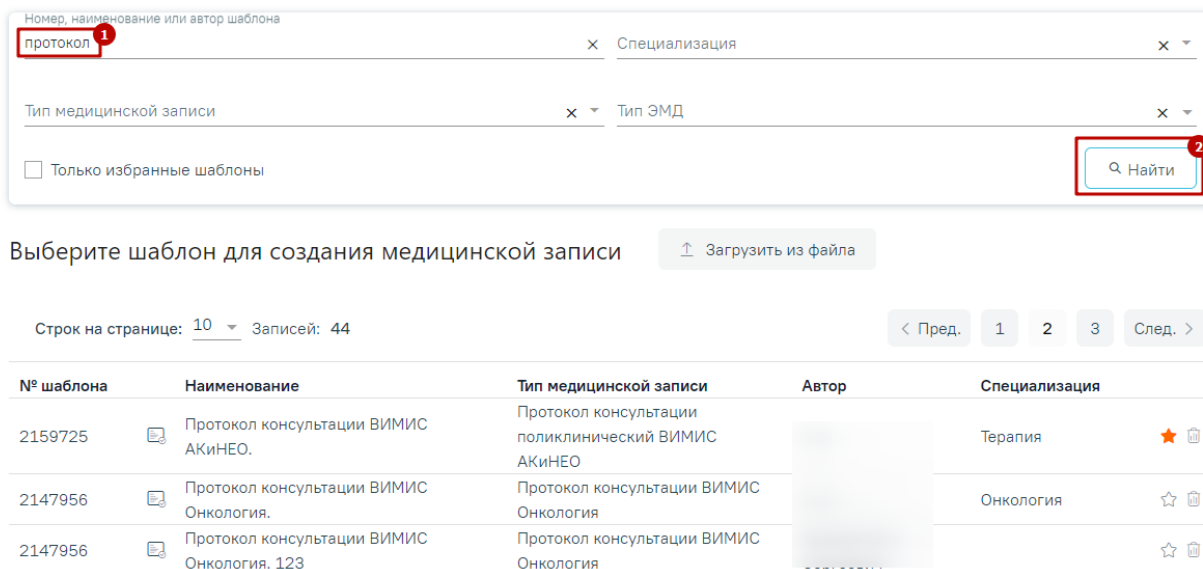 Номер, наименование или автор шаблона
протокол 1
Специализация
Тип медицинской записи
Тип ЭМД
Только избранные шаблоны
2
Найти
Выберите шаблон для создания медицинской записи
Загрузить из файла
Строк на странице: 10 Записей: 44
< Пред. 1 2 3 След. >
№ шаблона Наименование Тип медицинской записи Автор Специализация
2159725
Протокол консультации ВИМИС
АКиНЕО.
Протокол консультации
поликлинический ВИМИС
АКиНЕО
Терапия
2147956
Протокол консультации ВИМИС
Онкология.
Протокол консультации ВИМИС
Онкология
Онкология
2147956
Протокол консультации ВИМИС
Онкология. 123
Протокол консультации ВИМИС
Онкология